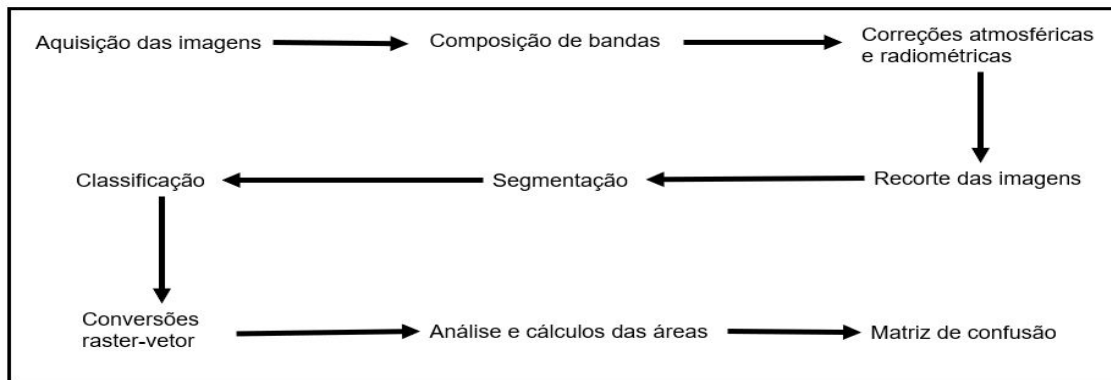 Aquisição das imagens
Composição de bandas
Correções atmosféricas
e radiométricas
Recorte das imagens
Segmentação
Classificação
Conversões
raster-vetor
Análise e cálculos das áreas
Matriz de confusão